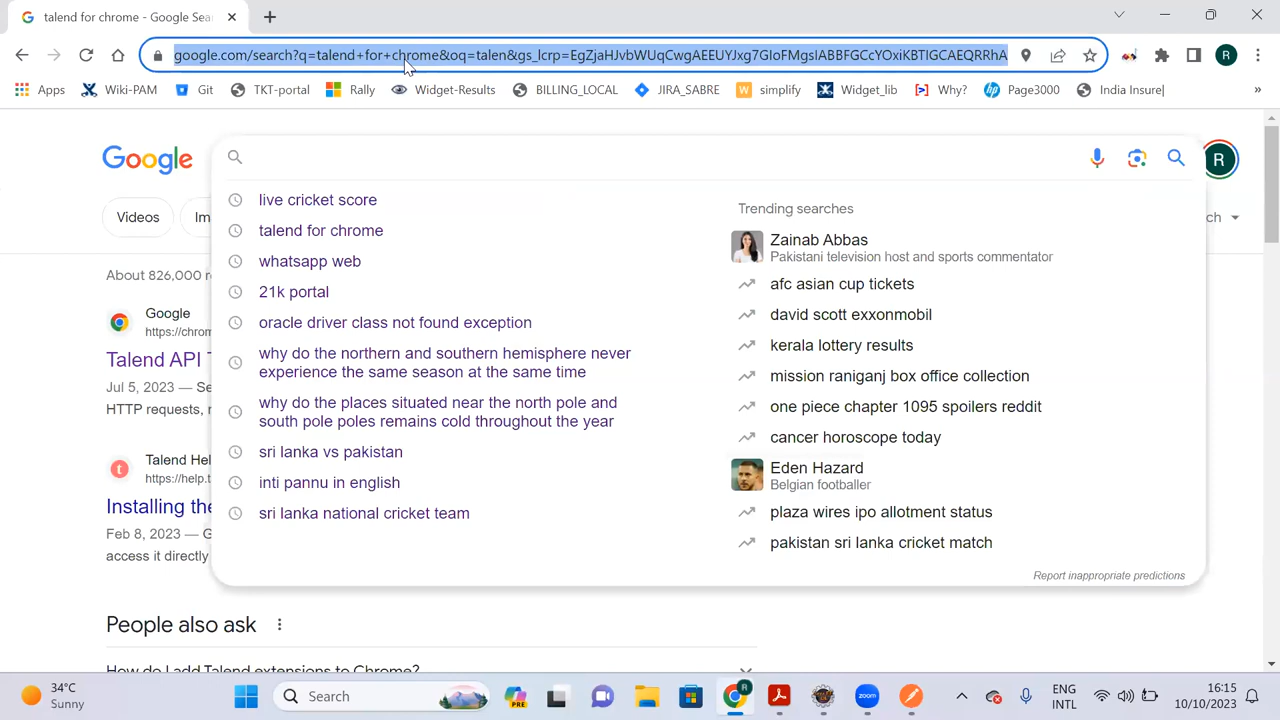 talend for chrome - Google Sea
google.com/search?q=talend+for+chrome&oq=talen&gs_lcrp=EgZjaHJvbWUqCwgAEEUYJxg7GIoFMgsIABBFGCcYOxiKBTIGCAEQRRhA
R
Apps
Wiki-PAM
Git
TKT-portal
Rally
Widget-Results
BILLING_LOCAL
JIRA_SABRE
W
simplify
Widget_lib
Why?
hp
Page3000
India Insure|
»
Google
R
Videos
Im
ch
live cricket score
talend for chrome
whatsapp web
21k portal
oracle driver class not found exception
why do the northern and southern hemisphere never
experience the same season at the same time
why do the places situated near the north pole and
south pole poles remains cold throughout the year
sri lanka vs pakistan
inti pannu in english
sri lanka national cricket team
Trending searches
Zainab Abbas
Pakistani television host and sports commentator
afc asian cup tickets
david scott exxonmobil
kerala lottery results
mission raniganj box office collection
one piece chapter 1095 spoilers reddit
cancer horoscope today
Eden Hazard
Belgian footballer
plaza wires ipo allotment status
pakistan sri lanka cricket match
Report inappropriate predictions
About 826,000 r
Google
https://chrom
Talend API T
Jul 5, 2023 — Se
HTTP requests, r
t
Talend Hel
https://help.t
Installing the
Feb 8, 2023 — G
access it directly
People also ask
How do I add Talend extensions to Chrome?
34°C
Sunny
Search
PRE
R
zoom
ENG
INTL
16:15
10/10/2023